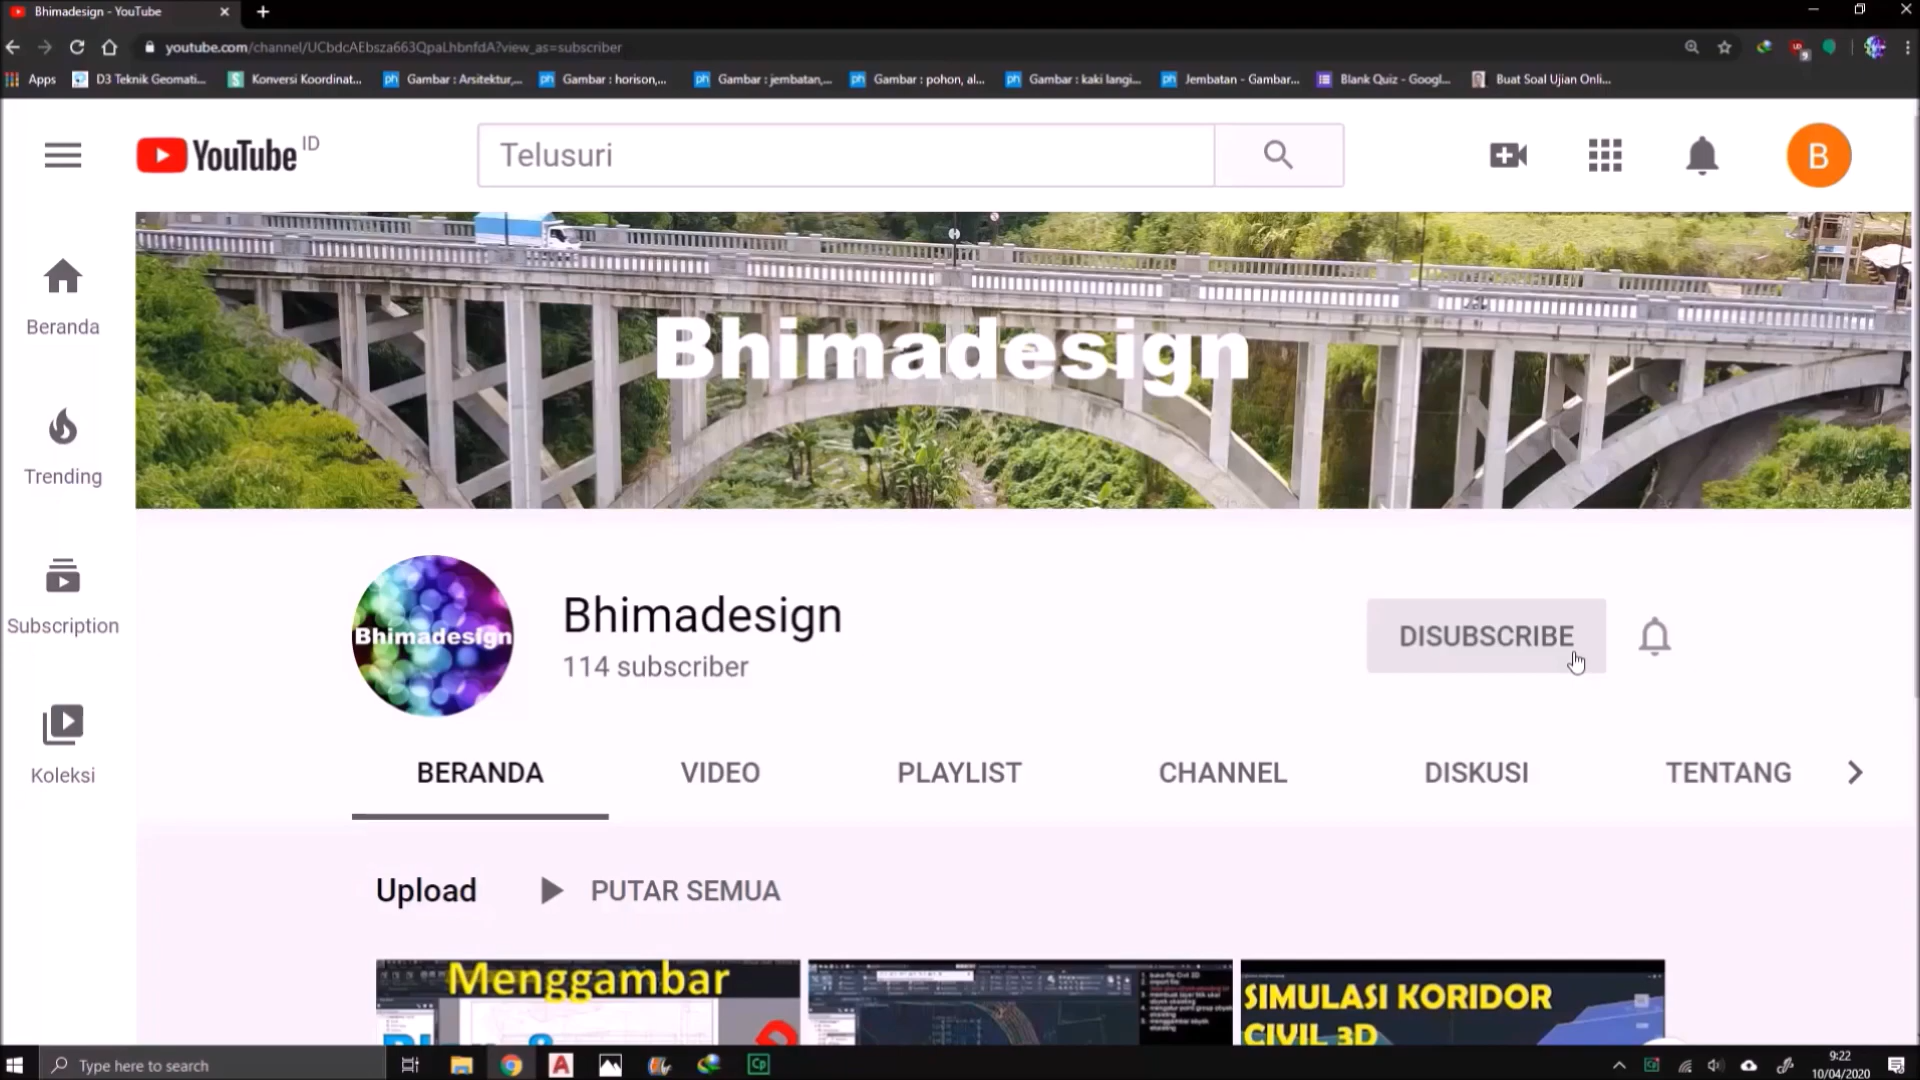 Bhimadesign - YouTube
youtube.com/channel/UCbdcAEbsza663QpaLhbnfdA?view_as=subscriber
Apps D3 Teknik Geomati... Konversi Koordinat... Gambar : Arsitektur,... Gambar : horison,... Gambar : jembatan,... Gambar : pohon, al... Gambar : kaki langi... Jembatan - Gambar... Blank Quiz - Googl... Buat Soal Ujian Onli...
YouTube ID
Telusuri
B
Beranda
Trending
Subscription
Koleksi
Bhimadesign
Bhimadesign
Bhimadesign
114 subscriber
DISUBSCRIBE
BERANDA VIDEO PLAYLIST CHANNEL DISKUSI TENTANG
Upload PUTAR SEMUA
Menggambar
SIMULASI KORIDOR
CIVIL 3D
Type here to search
9:22
10/04/2020